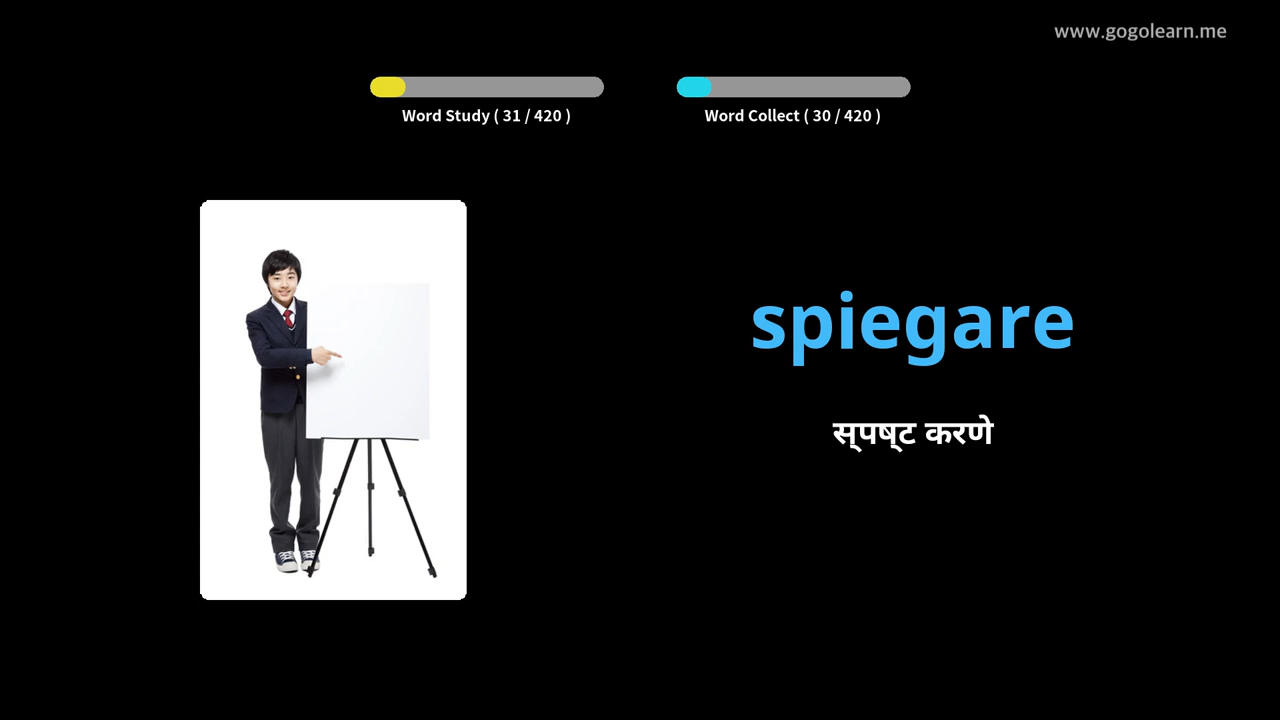 www.gogolearn.me
Word Study ( 31 / 420 )
Word Collect ( 30 / 420 )
spiegare
स्पष्ट करणे